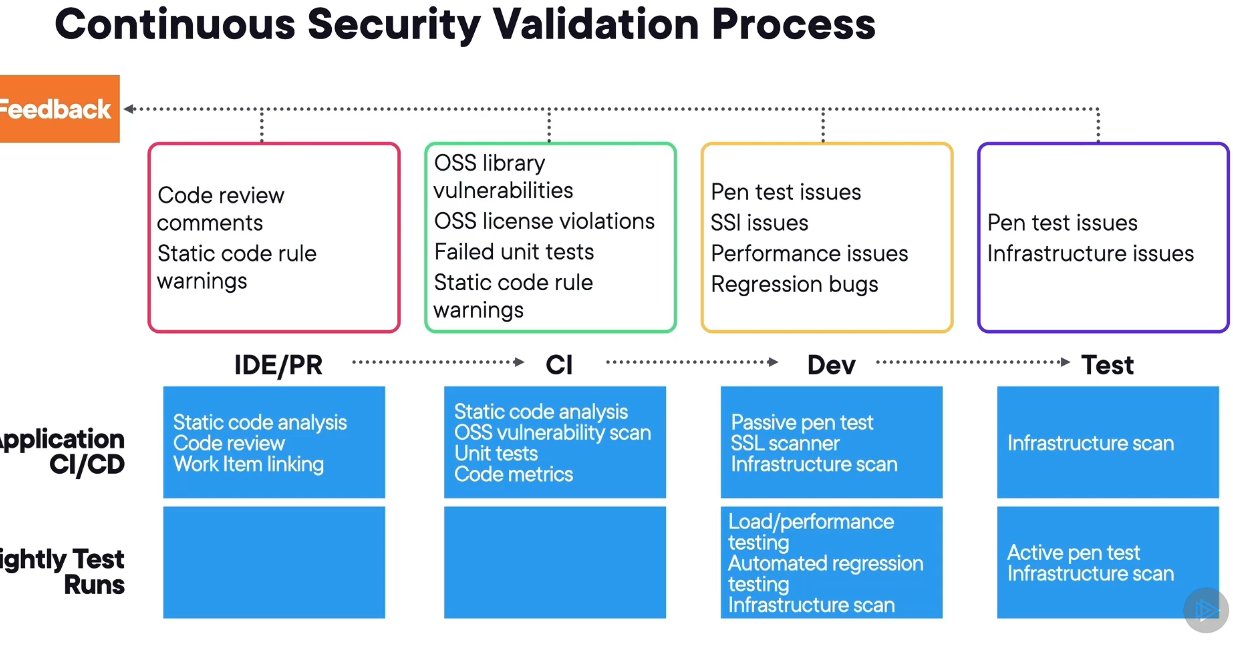 Continuous Security Validation Process
Feedback
Code review
comments
Static code rule
warnings
OSS library
vulnerabilities
OSS license violations
Failed unit tests
Static code rule
warnings
Pen test issues
SSI issues
Performance issues
Regression bugs
Pen test issues
Infrastructure issues
IDE/PR
CI
Dev
Test
pplication
CI/CD
Static code analysis
Code review
Work Item linking
Static code analysis
OSS vulnerability scan
Unit tests
Code metrics
Passive pen test
SSL scanner
Infrastructure scan
Infrastructure scan
ightly Test
Runs
Load/performance
testing
Automated regression
testing
Infrastructure scan
Active pen test
Infrastructure scan